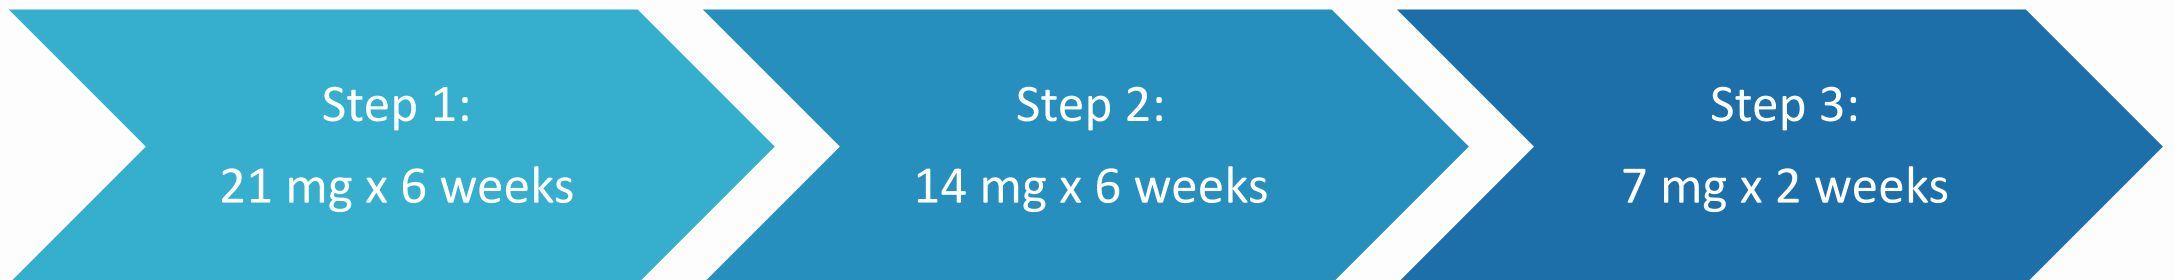 Step 1:
21 mg x 6 weeks
Step 2:
14 mg x 6 weeks
Step 3:
7 mg x 2 weeks